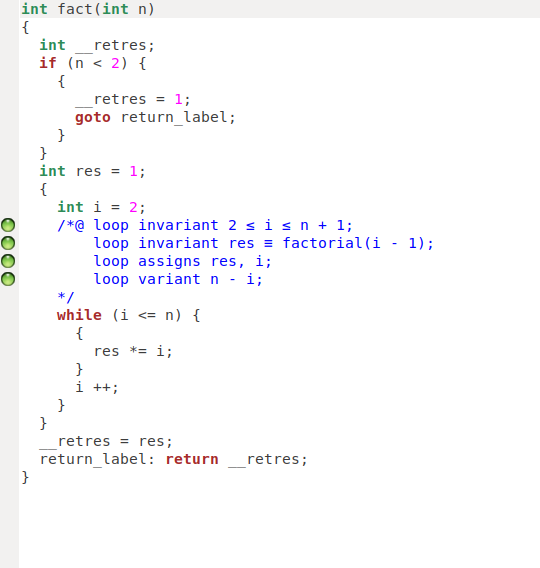 int fact(int n)
{
  int __retres;
  if (n < 2) {
    {
      __retres = 1;
      goto return_label;
    }
  }
  int res = 1;
  {
    int i = 2;
    /*@ loop invariant 2 ≤ i ≤ n + 1;
        loop invariant res ≡ factorial(i - 1);
        loop assigns res, i;
        loop variant n - i;
    */
    while (i <= n) {
      {
        res *= i;
      }
      i ++;
    }
  }
  __retres = res;
  return_label: return __retres;
}